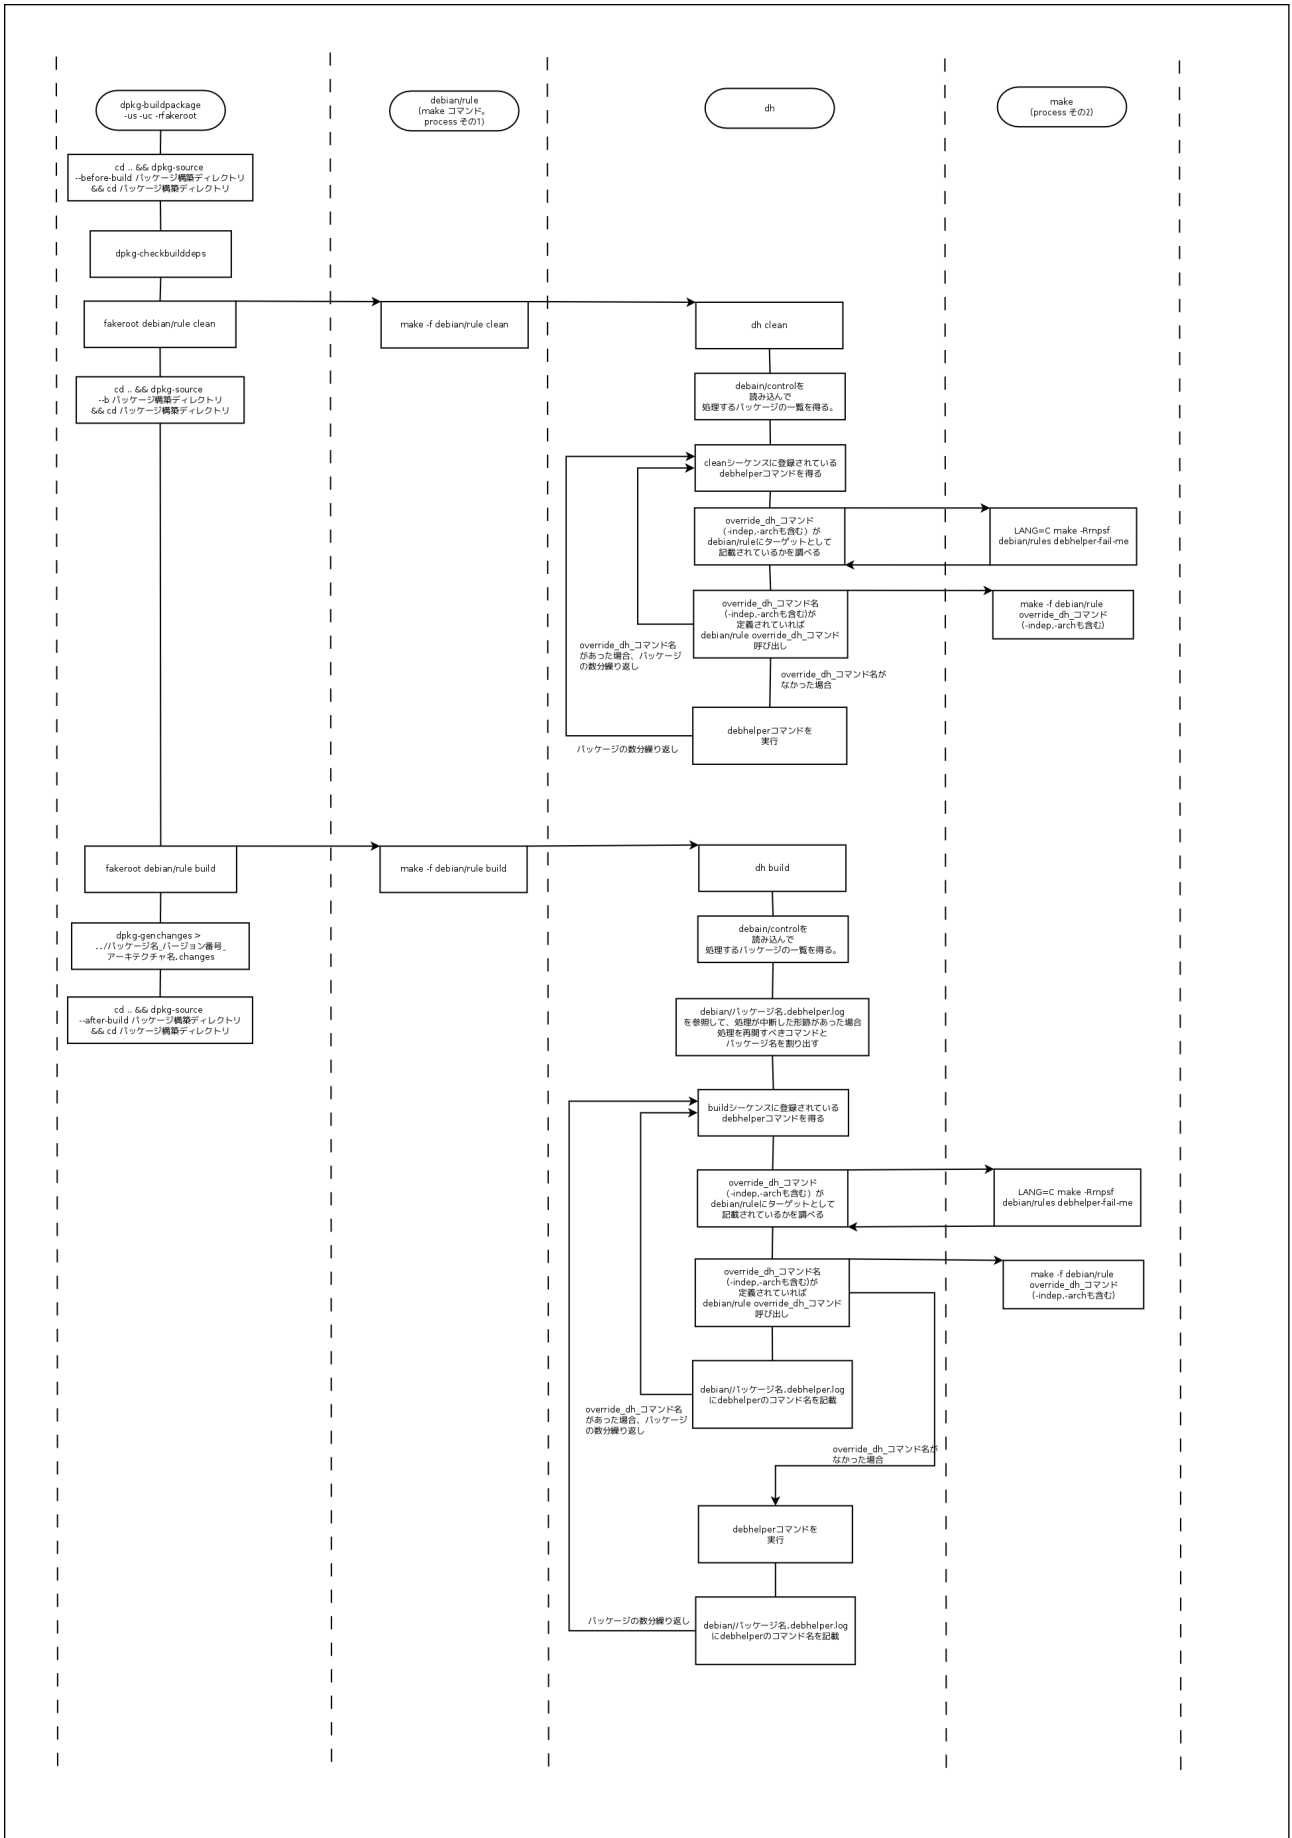 dpkg-buildpackage
-us -uc -rfakeroot
debian/rule
(make コマンド。
process その1)
dh
make
(process その2)
cd .. && dpkg-source
--before-build パッケージ構築ディレクトリ
&& cd パッケージ構築ディレクトリ
dpkg-checkbuilddeps
fakeroot debian/rule clean
make -f debian/rule clean
dh clean
cd .. && dpkg-source
--b パッケージ構築ディレクトリ
&& cd パッケージ構築ディレクトリ
debain/controlを
読み込んで
処理するパッケージの一覧を得る。
cleanシーケンスに登録されている
debhelperコマンドを得る
override_dh_コマンド
(-indep,-archも含む) が
debian/ruleにターゲットとして
記載されているかを調べる
LANG=C make -Rrnpsf
debian/rules debhelper-fail-me
override_dh_コマンド名
(-indep,-archも含む)が
定義されていれば
debian/rule override_dh_コマンド
呼び出し
make -f debian/rule
override_dh_コマンド
(-indep,-archも含む)
override_dh_コマンド名
があった場合、パッケージ
の数分繰り返し
override_dh_コマンド名が
なかった場合
debhelperコマンドを
実行
パッケージの数分繰り返し
fakeroot debian/rule build
make -f debian/rule build
dh build
dpkg-genchanges >
../パッケージ名_バージョン番号_
アーキテクチャ名.changes
debain/controlを
読み込んで
処理するパッケージの一覧を得る。
cd .. && dpkg-source
--after-build パッケージ構築ディレクトリ
&& cd パッケージ構築ディレクトリ
debian/パッケージ名.debhelper.log
を参照して、処理が中断した形跡があった場合
処理を再開すべきコマンドと
パッケージ名を割り出す
buildシーケンスに登録されている
debhelperコマンドを得る
override_dh_コマンド
(-indep,-archも含む) が
debian/ruleにターゲットとして
記載されているかを調べる
LANG=C make -Rrnpsf
debian/rules debhelper-fail-me
override_dh_コマンド名
(-indep,-archも含む)が
定義されていれば
debian/rule override_dh_コマンド
呼び出し
make -f debian/rule
override_dh_コマンド
(-indep,-archも含む)
debian/パッケージ名.debhelper.log
にdebhelperのコマンド名を記載
override_dh_コマンド名
があった場合、パッケージ
の数分繰り返し
override_dh_コマンド名が
なかった場合
debhelperコマンドを
実行
パッケージの数分繰り返し
debian/パッケージ名.debhelper.log
にdebhelperのコマンド名を記載